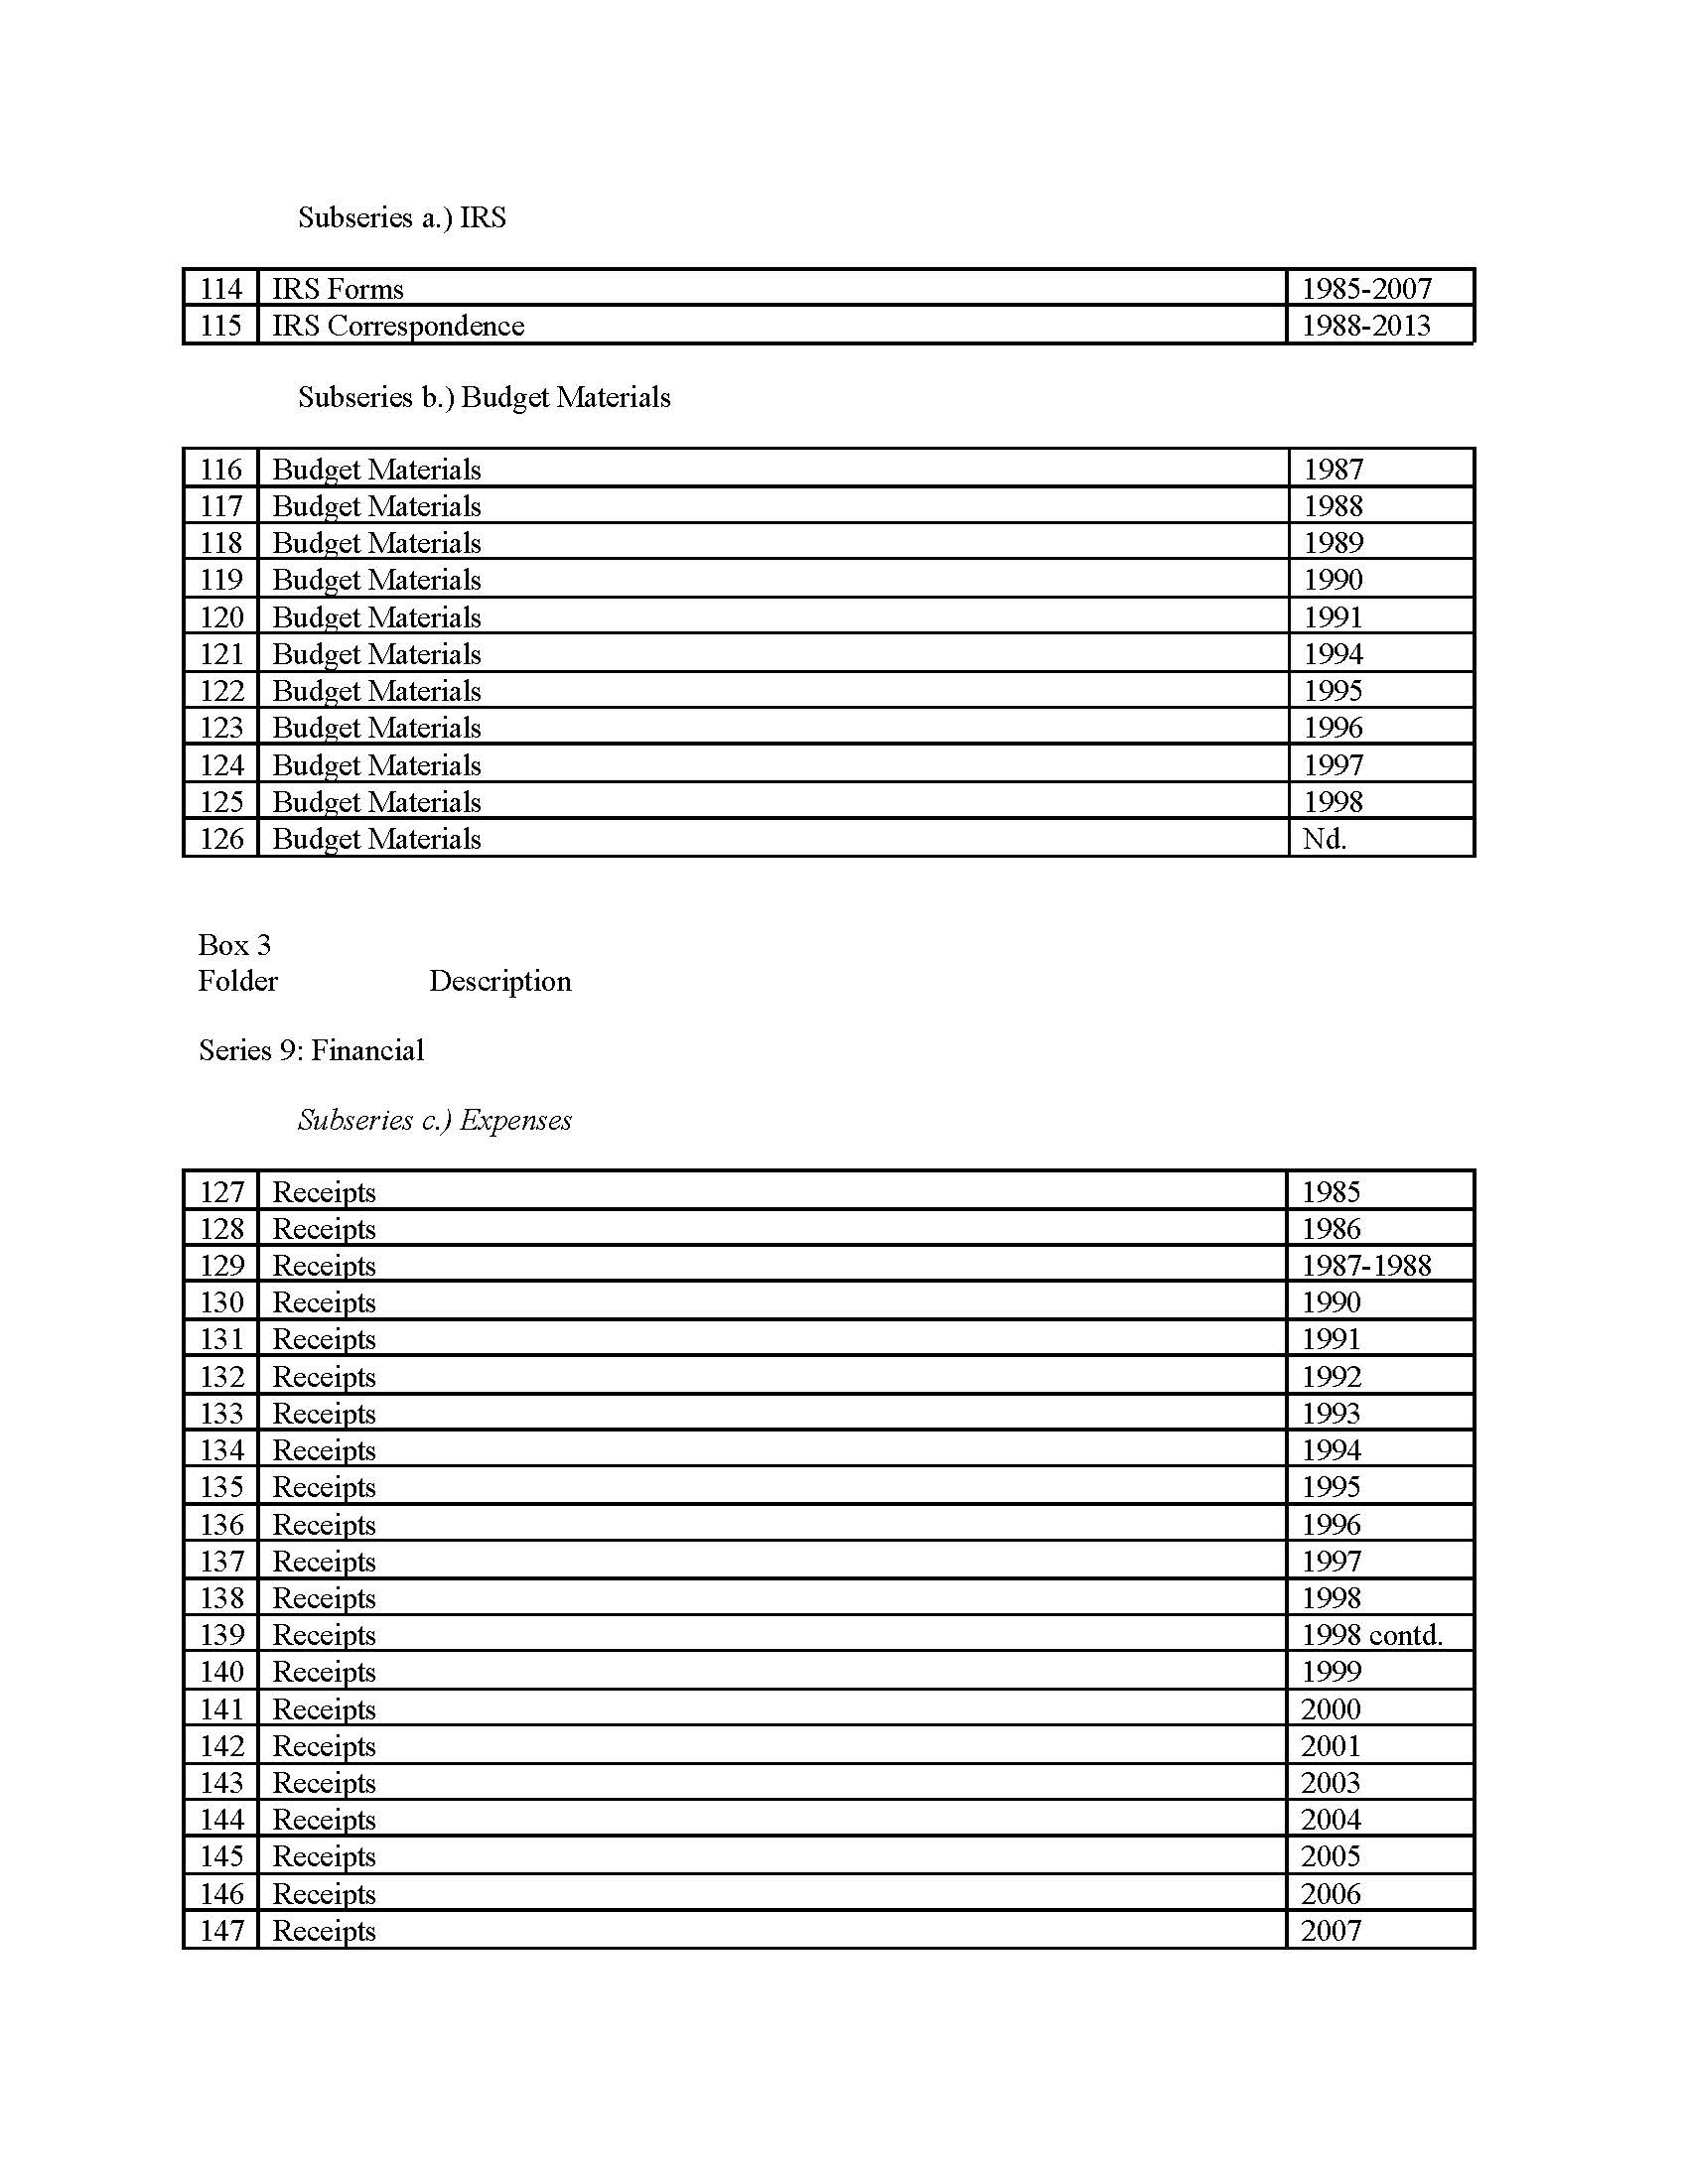 Subseries a.) IRS
114 IRS Forms 1985-2007
115 IRS Correspondence 1988-2013
Subseries b.) Budget Materials
116 Budget Materials 1987
117 Budget Materials 1988
118 Budget Materials 1989
119 Budget Materials 1990
120 Budget Materials 1991
121 Budget Materials 1994
122 Budget Materials 1995
123 Budget Materials 1996
124 Budget Materials 1997
125 Budget Materials 1998
126 Budget Materials Nd.
Box 3
Folder Description
Series 9: Financial
Subseries c.) Expenses
127 Receipts 1985
128 Receipts 1986
129 Receipts 1987-1988
130 Receipts 1990
131 Receipts 1991
132 Receipts 1992
133 Receipts 1993
134 Receipts 1994
135 Receipts 1995
136 Receipts 1996
137 Receipts 1997
138 Receipts 1998
139 Receipts 1998 contd.
140 Receipts 1999
141 Receipts 2000
142 Receipts 2001
143 Receipts 2003
144 Receipts 2004
145 Receipts 2005
146 Receipts 2006
147 Receipts 2007